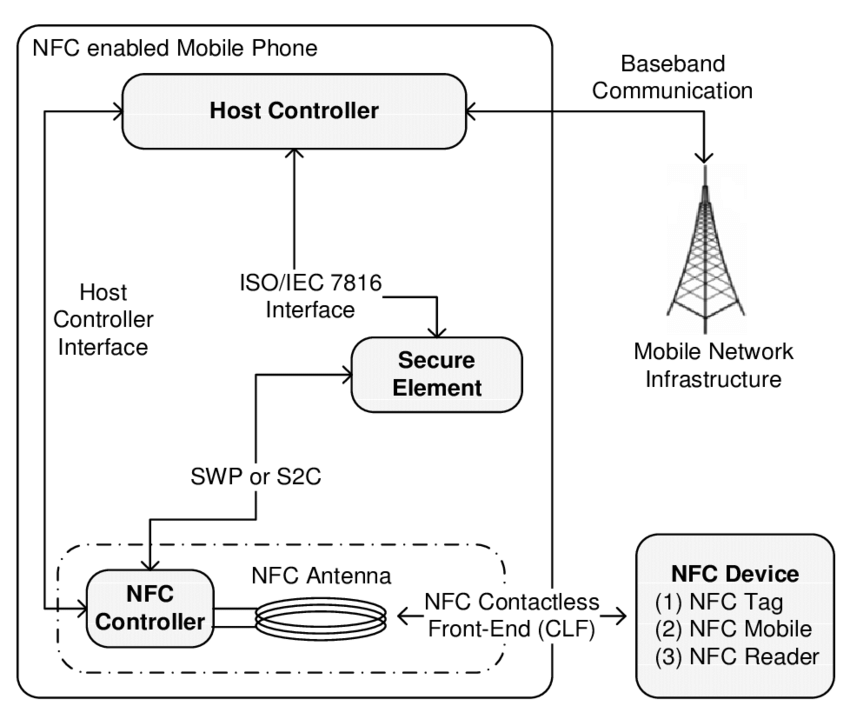 NFC enabled Mobile Phone
Host Controller
Baseband
Communication
ISO/IEC 7816
Interface
Host
Controller
Interface
Secure
Element
Mobile Network
Infrastructure
SWP or S2C
NFC Antenna
NFC
Controller
NFC Contactless
Front-End (CLF)
NFC Device
(1) NFC Tag
(2) NFC Mobile
(3) NFC Reader